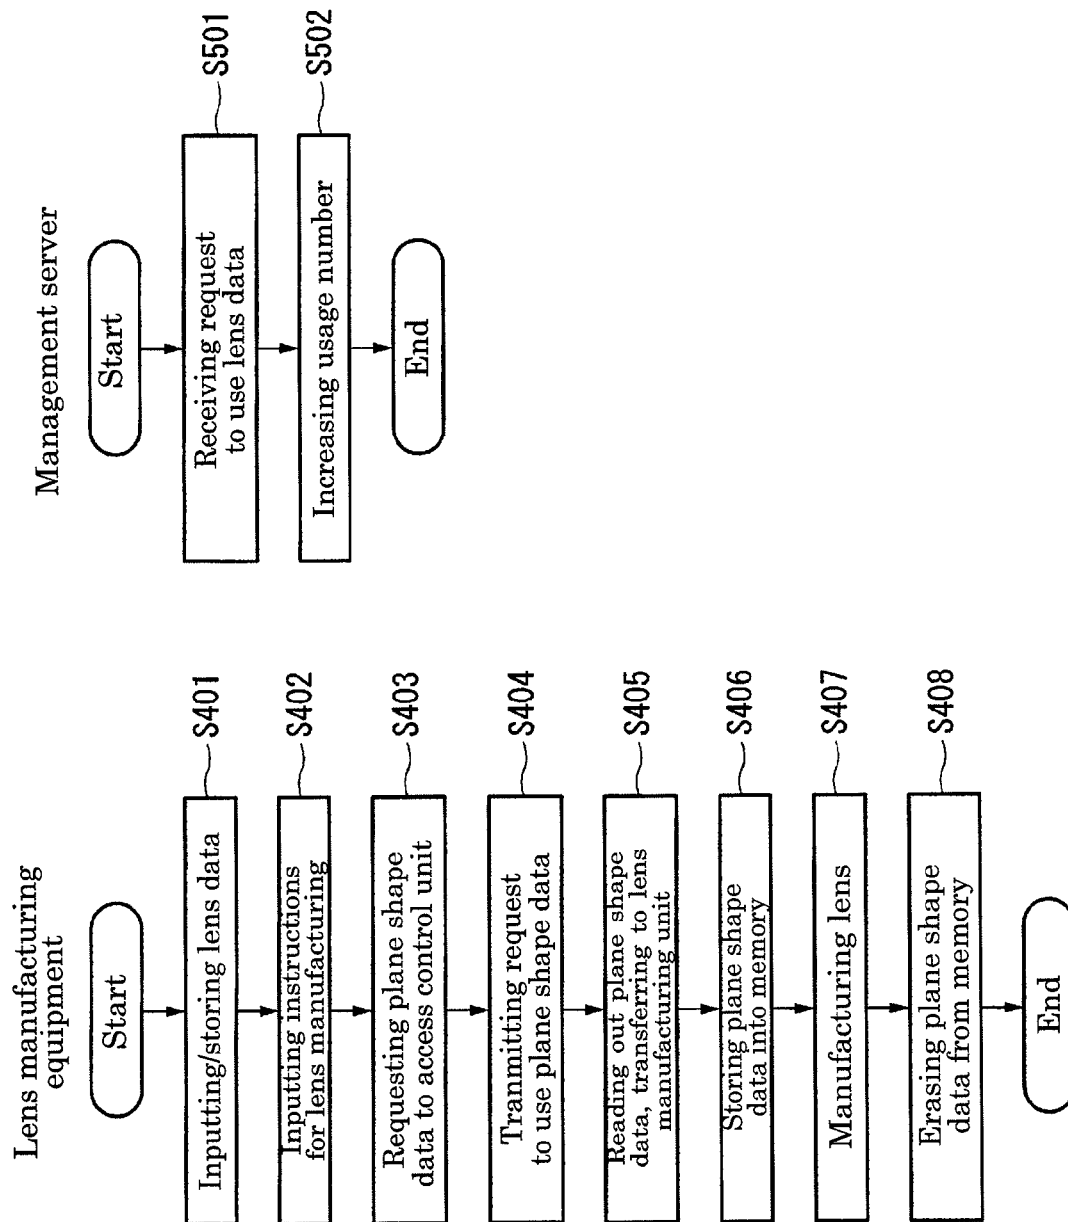 Lens manufacturing
equipment
Start
Inputing/storing lens data
S401
Inputting instructions
for lens manufacturing
S402
Requesting plane shape
data to access control unit
S403
Tranmitting request
to use plane shape data
S404
Reading out plane shape
data, transferring to lens
manufacturing unit
S405
Storing plane shape
data into memory
S406
Manufacturing lens
S407
Erasing plane shape
data from memory
S408
End
Management server
Start
Receiving request
to use lens data
S501
Increasing usage number
S502
End